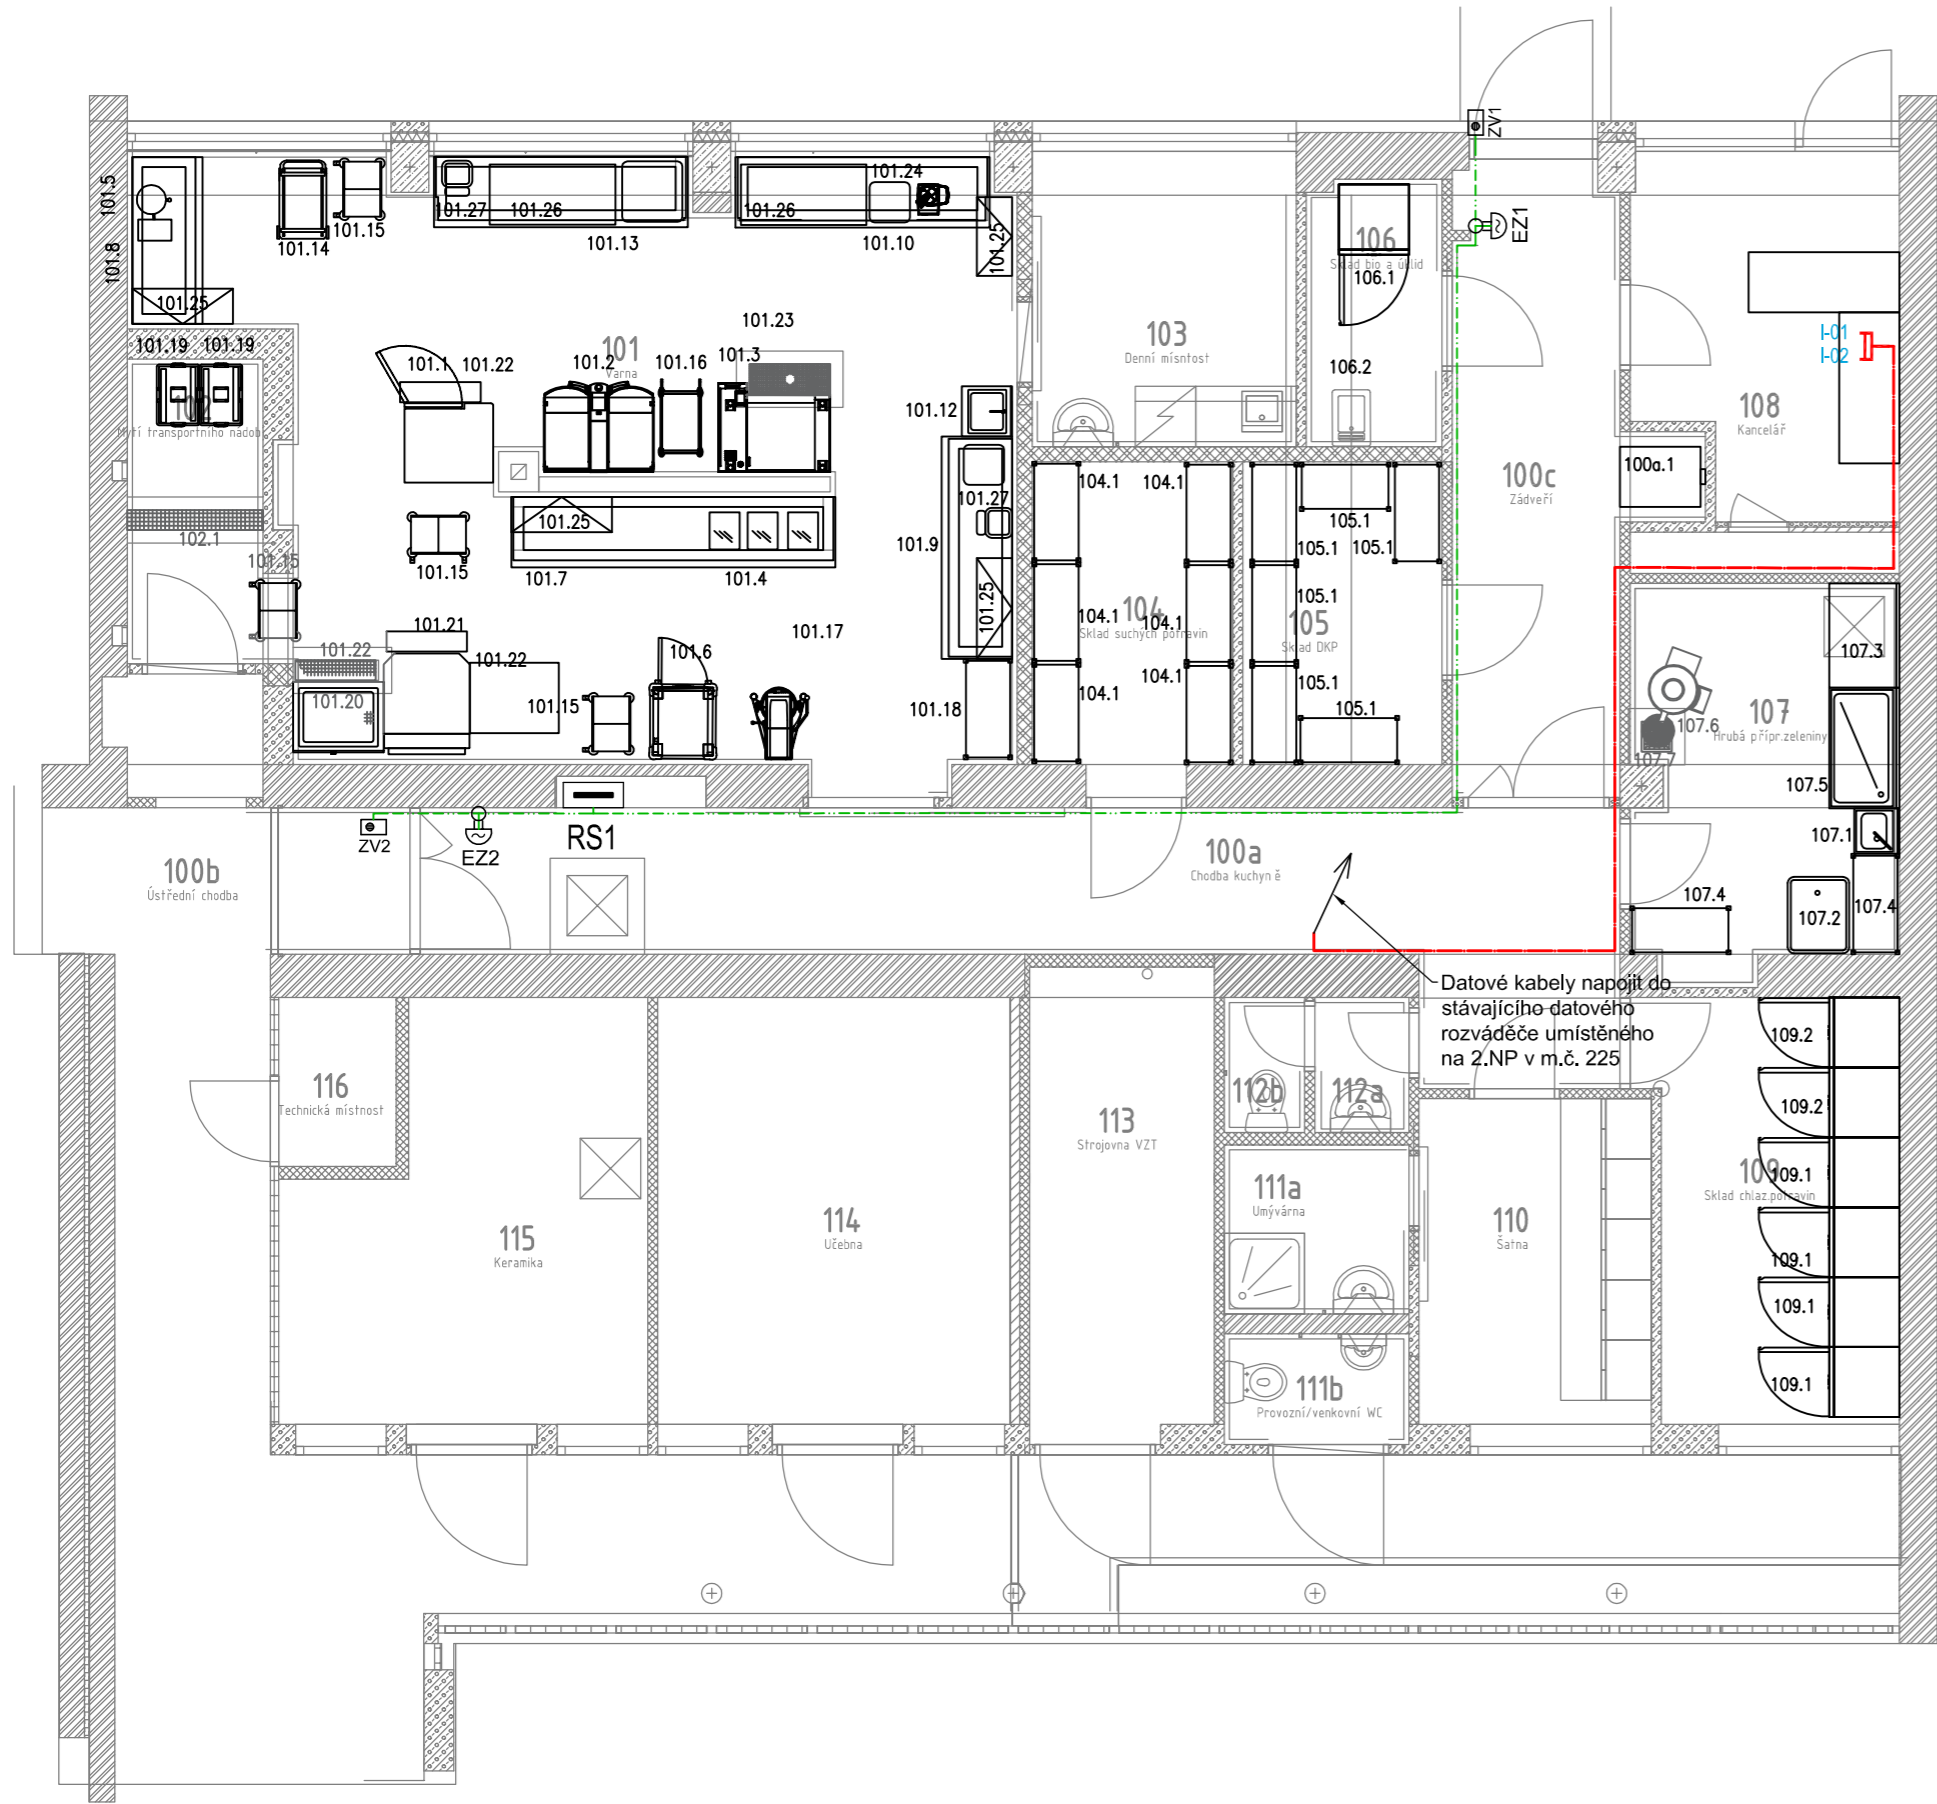 ZV1
101.5
101.8
101.14
101.15
101.27
101.26
101.13
101.26
101.24
101.10
101.25
101.25
EZ1
106
Sklad bio a úklid
106.1
101.19
101.19
101
Varna
101.23
101.1
101.22
101.2
101.16
101.3
103
Denní místnost
106.2
I-01
I-02
108
Kancelář
102
Mytí transportního nádobí
101.12
100c
Zádveří
100a.1
102.1
101.15
101.15
101.25
101.7
101.4
101.9
101.27
101.25
104.1
104.1
104.1
104.1
104.1
104.1
104
Sklad suchých potravin
105.1
105.1
105.1
105.1
105.1
105.1
105
Sklad DKP
101.21
101.22
101.22
101.20
101.15
101.6
101.17
101.18
107.3
107
Hrubá přípr.zeleniny
107.6
107.7
107.5
107.1
107.4
107.2
107.4
ZV2
EZ2
RS1
100b
Ústřední chodba
100a
Chodba kuchyně
Datové kabely napojit do
stávajícího datového
rozváděče umístěného
na 2.NP v m.č. 225
116
Technická místnost
115
Keramika
114
Učebna
113
Strojovna VZT
112b
112a
111a
Umývárna
111b
Provozní/venkovní WC
110
Šatna
109
Sklad chlaz.potravin
109.2
109.2
109.1
109.1
109.1
109.1